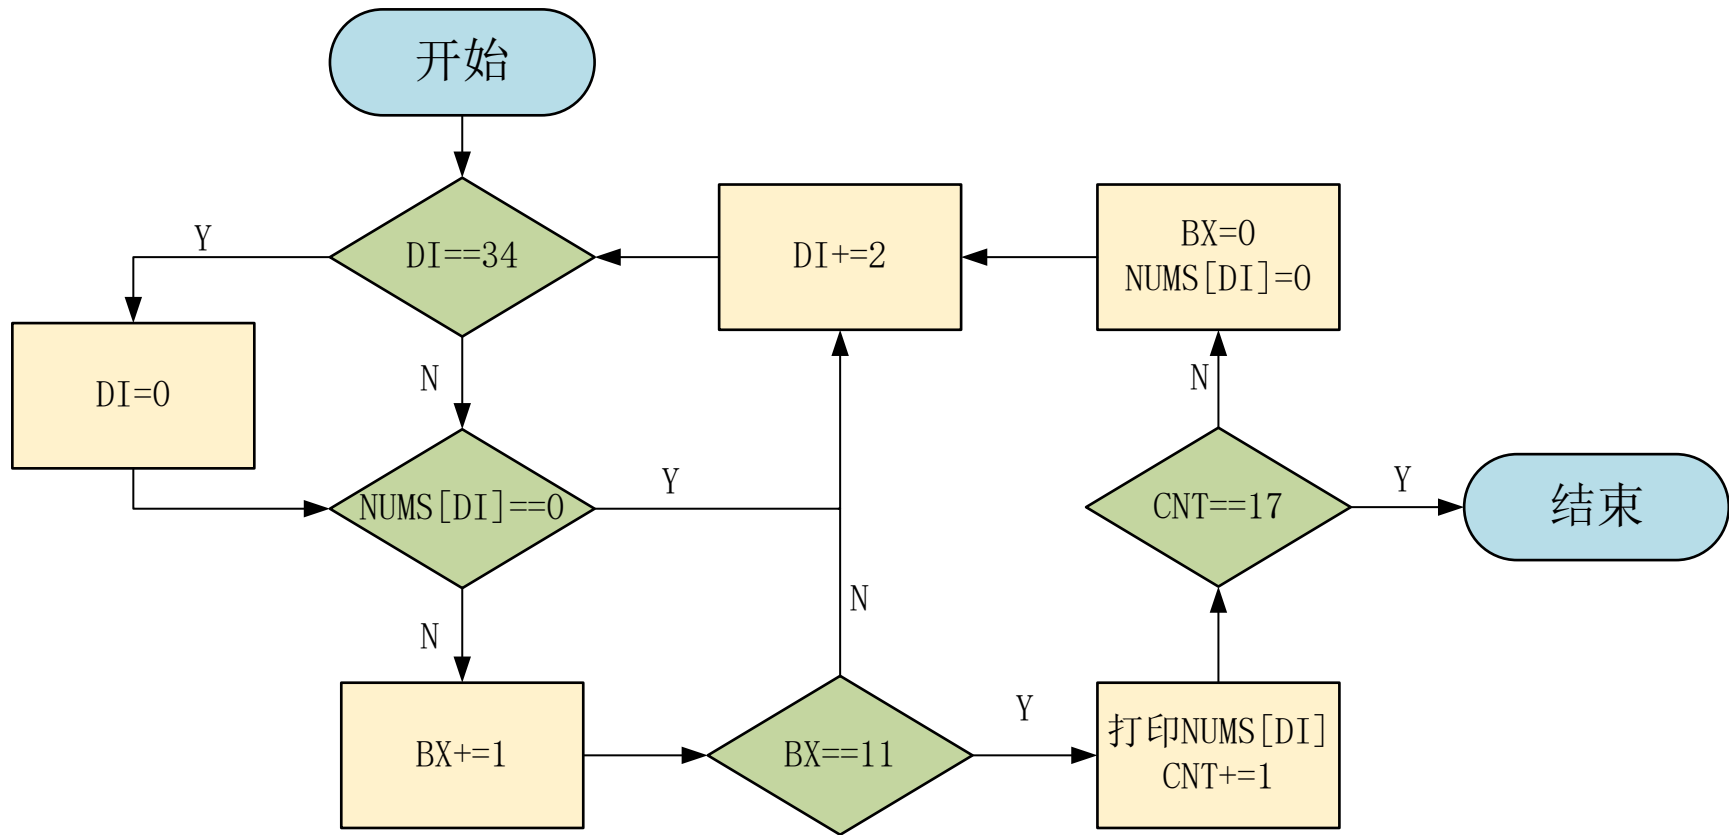 开始
Y
DI==34
DI+=2
BX=0
NUMS[DI]=0
DI=0
N
N
NUMS[DI]==0
Y
CNT==17
Y
结束
N
N
BX+=1
BX==11
Y
打印NUMS[DI]
CNT+=1